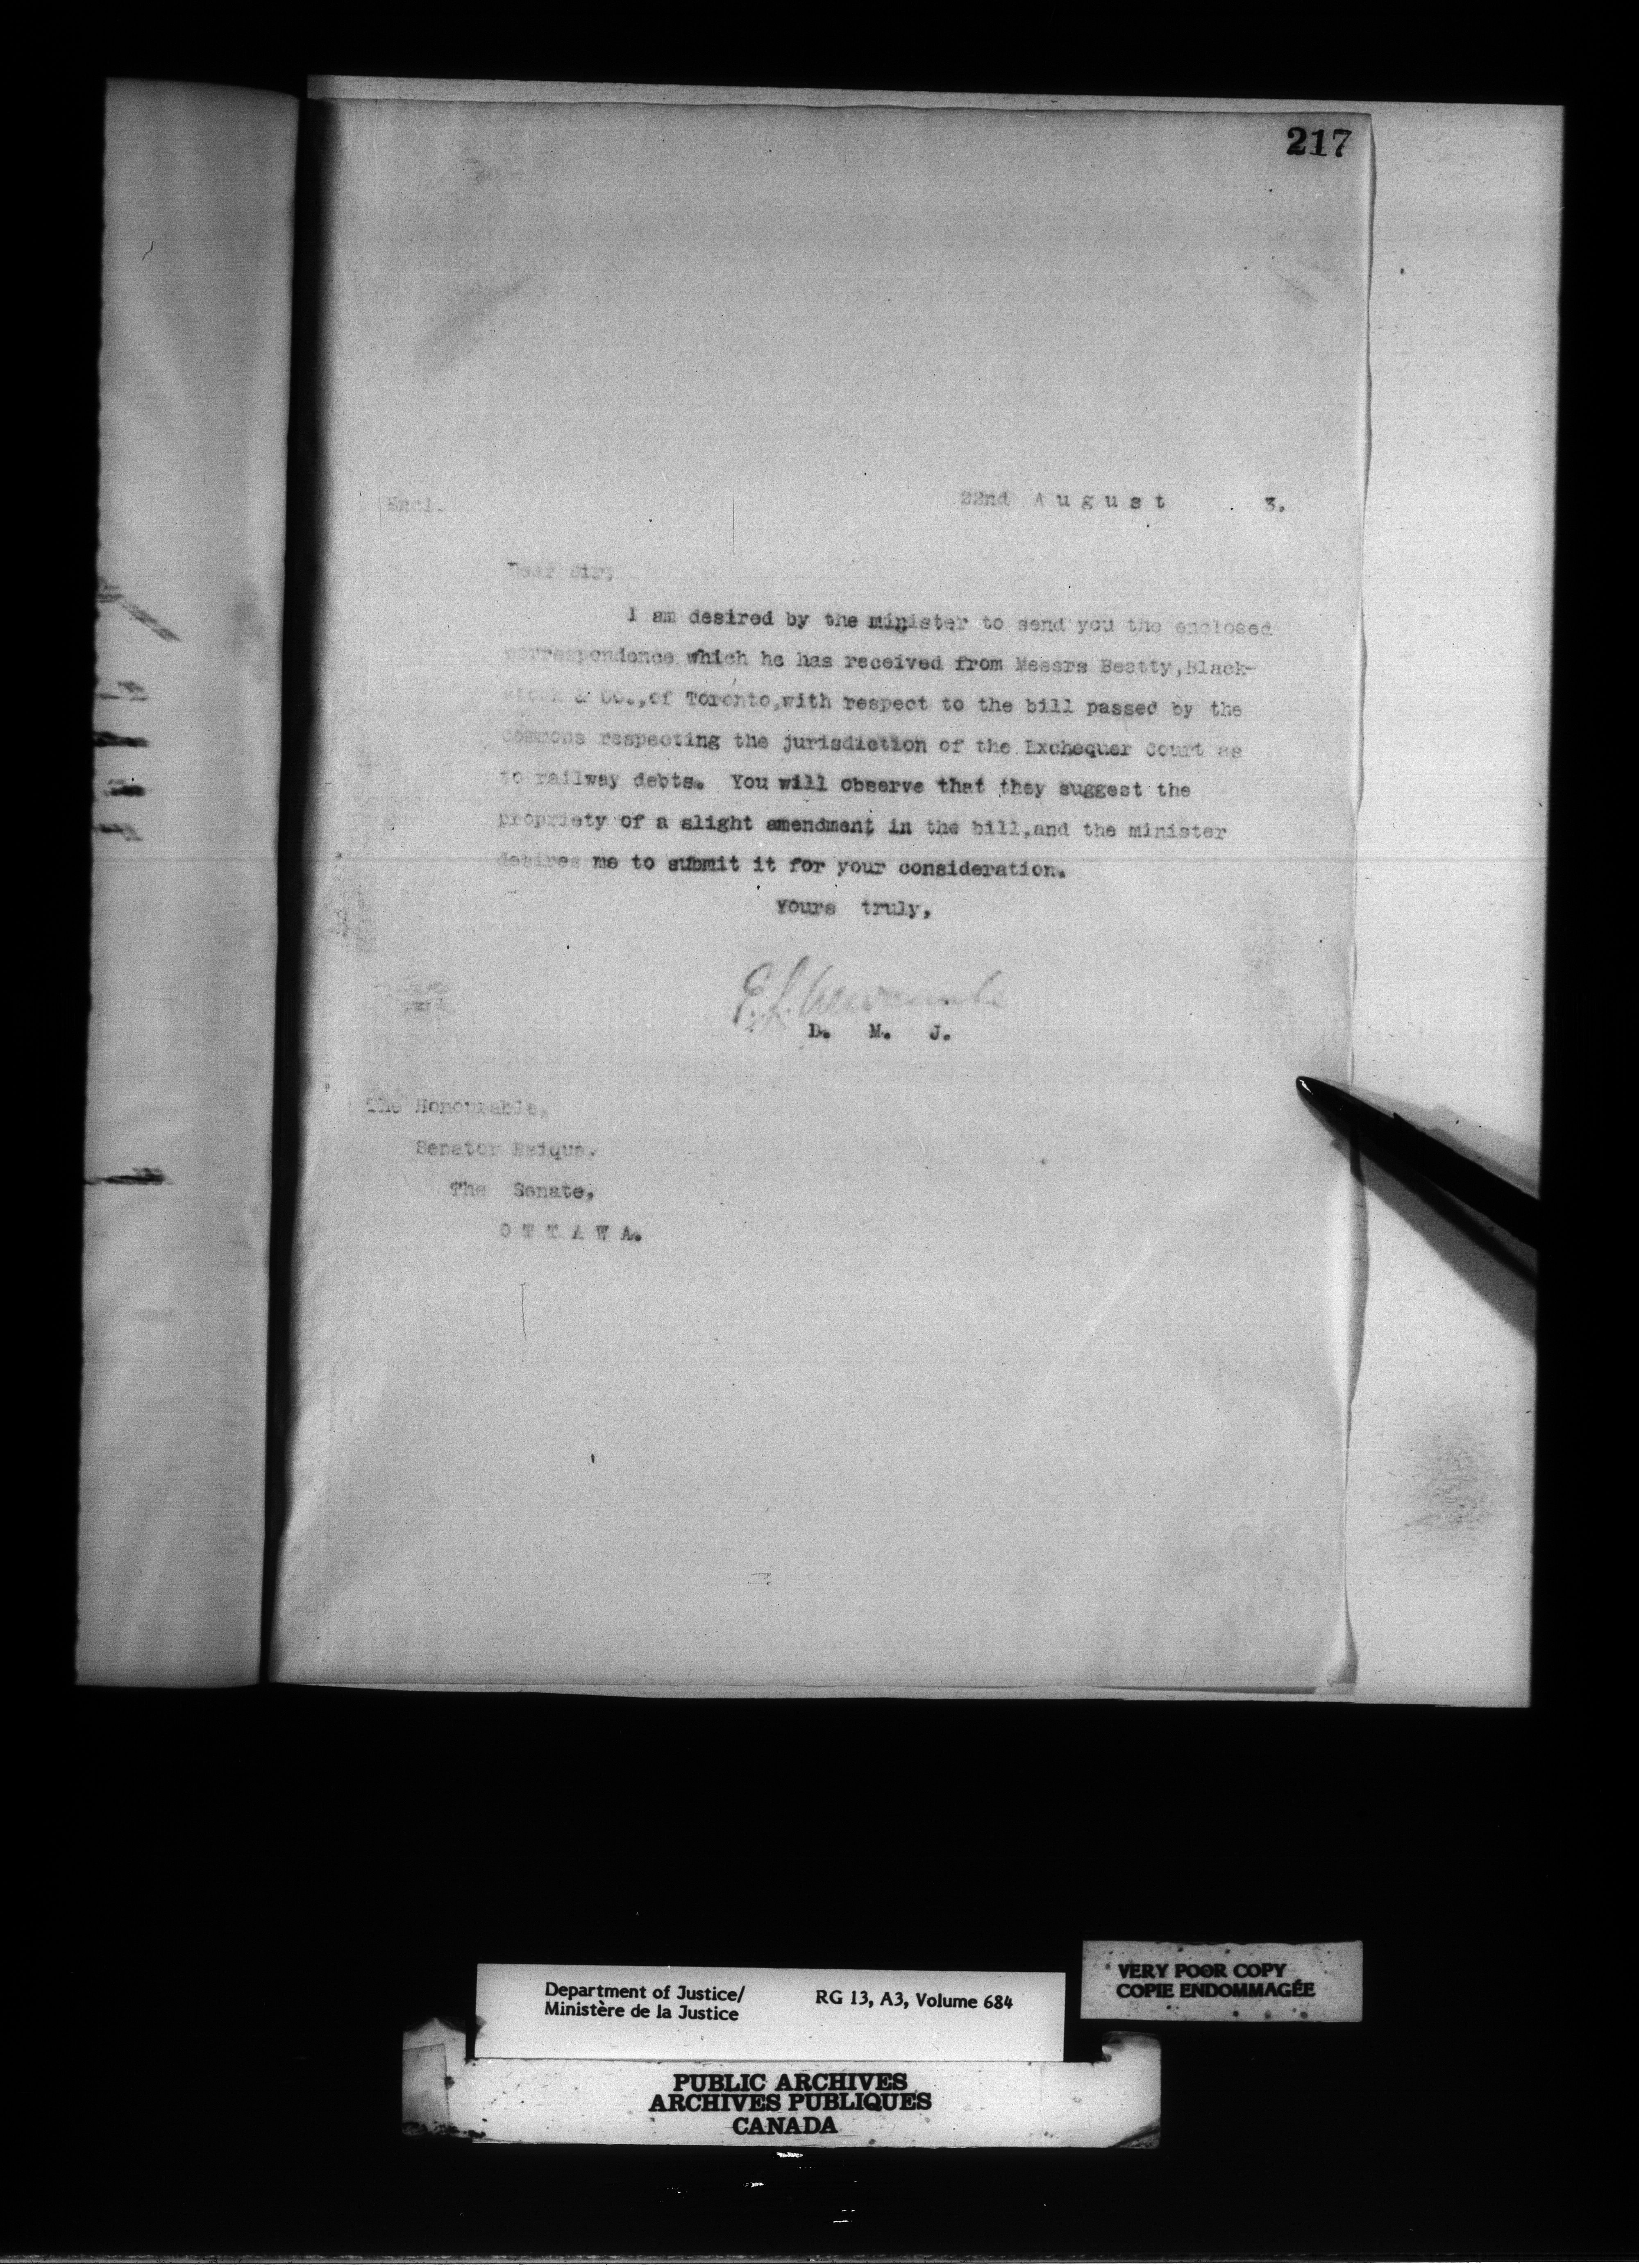 217
Encl.
22nd August 3.
Dear Sir,
I am desired by the minister to send you the enclosed
correspondence which he has received from Messrs Beatty,Black-
& Co.,of Toronto,with respect to the bill passed by the
commons respecting the jurisdiction of the Exchequer Court as
to railway debts. You will observe that they suggest the
propriety of a slight amendment in the bill,and the minister
desires me to submit it for your consideration.
Yours truly,
E. L. Newcombe
D. M. J.
The Honourable,
Senator Beique.
The Senate,
OTTAWA.
Department of Justice/
Ministère de la Justice
RG 13, A3, Volume 684
VERY POOR COPY
COPIE ENDOMMAGÉE
PUBLIC ARCHIVES
ARCHIVES PUBLIQUES
CANADA